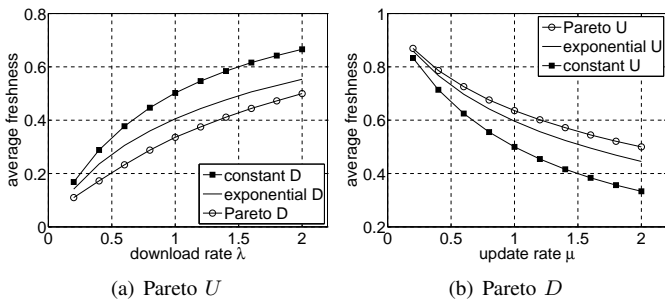 0.8
0.6
0.4
0.2
0
0 0.5 1 1.5 2
average freshness
download rate λ
constant D
exponential D
Pareto D
(a) Pareto U
1
0.8
0.6
0.4
0.2
0 0.5 1 1.5 2
average freshness
update rate μ
Pareto U
exponential U
constant U
(b) Pareto D